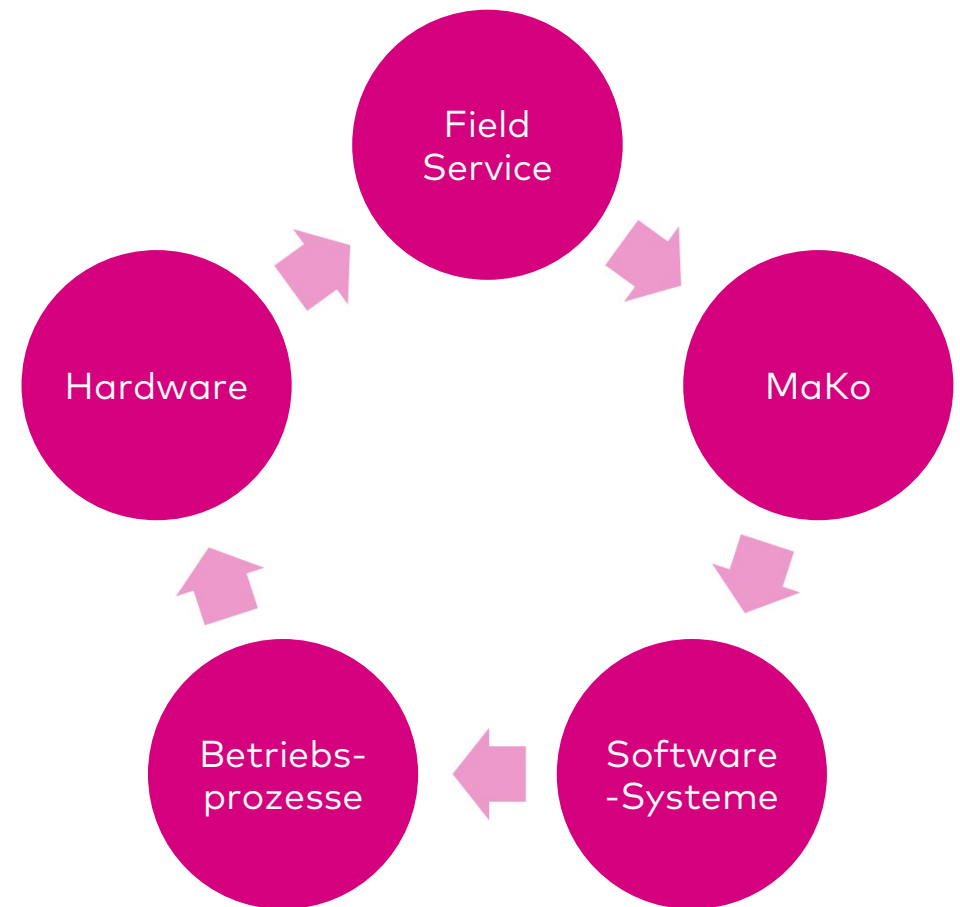 Field
Service
MaKo
Software
-Systeme
Betriebs-
prozesse
Hardware